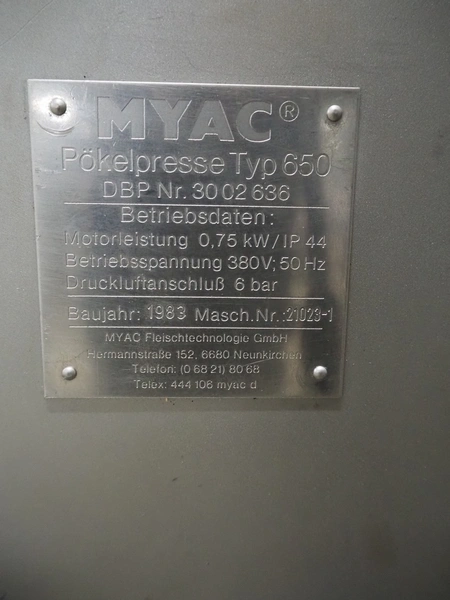 MYAC®
Pökelpresse Typ 650
DBP Nr. 30 02 636
Betriebsdaten:
Motorleistung 0,75 kW/IP 44
Betriebsspannung 380V; 50 Hz
Druckluftanschluß 6 bar
Baujahr: 1983 Masch.Nr.: 21023-1
MYAC Fleischtechnologie GmbH
Hermannstraße 152, 6680 Neunkirchen
Telefon: (0 68 21) 80 68
Telex: 444 106 myac d